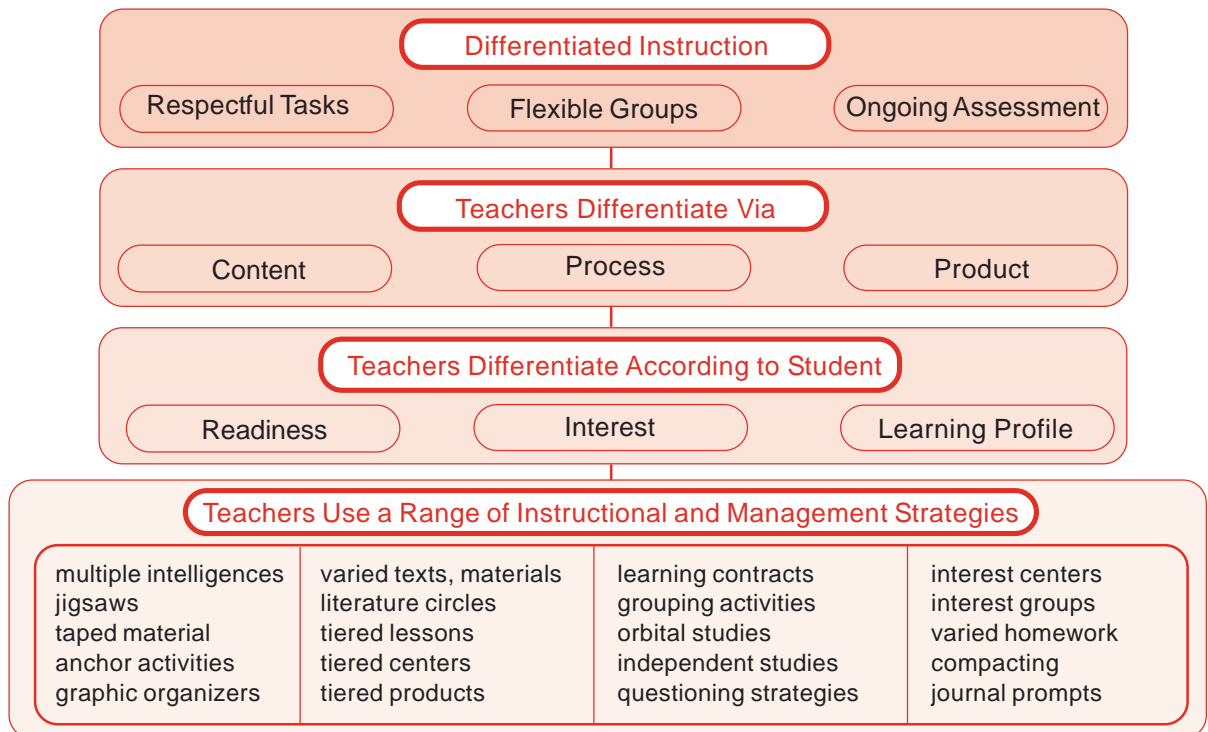 Differentiated Instruction
Respectful Tasks
Flexible Groups
Ongoing Assessment
Teachers Differentiate Via
Content
Process
Product
Teachers Differentiate According to Student
Readiness
Interest
Learning Profile
Teachers Use a Range of Instructional and Management Strategies
multiple intelligences
jigsaws
taped material
anchor activities
graphic organizers
varied texts, materials
literature circles
tiered lessons
tiered centers
tiered products
learning contracts
grouping activities
orbital studies
independent studies
questioning strategies
interest centers
interest groups
varied homework
compacting
journal prompts